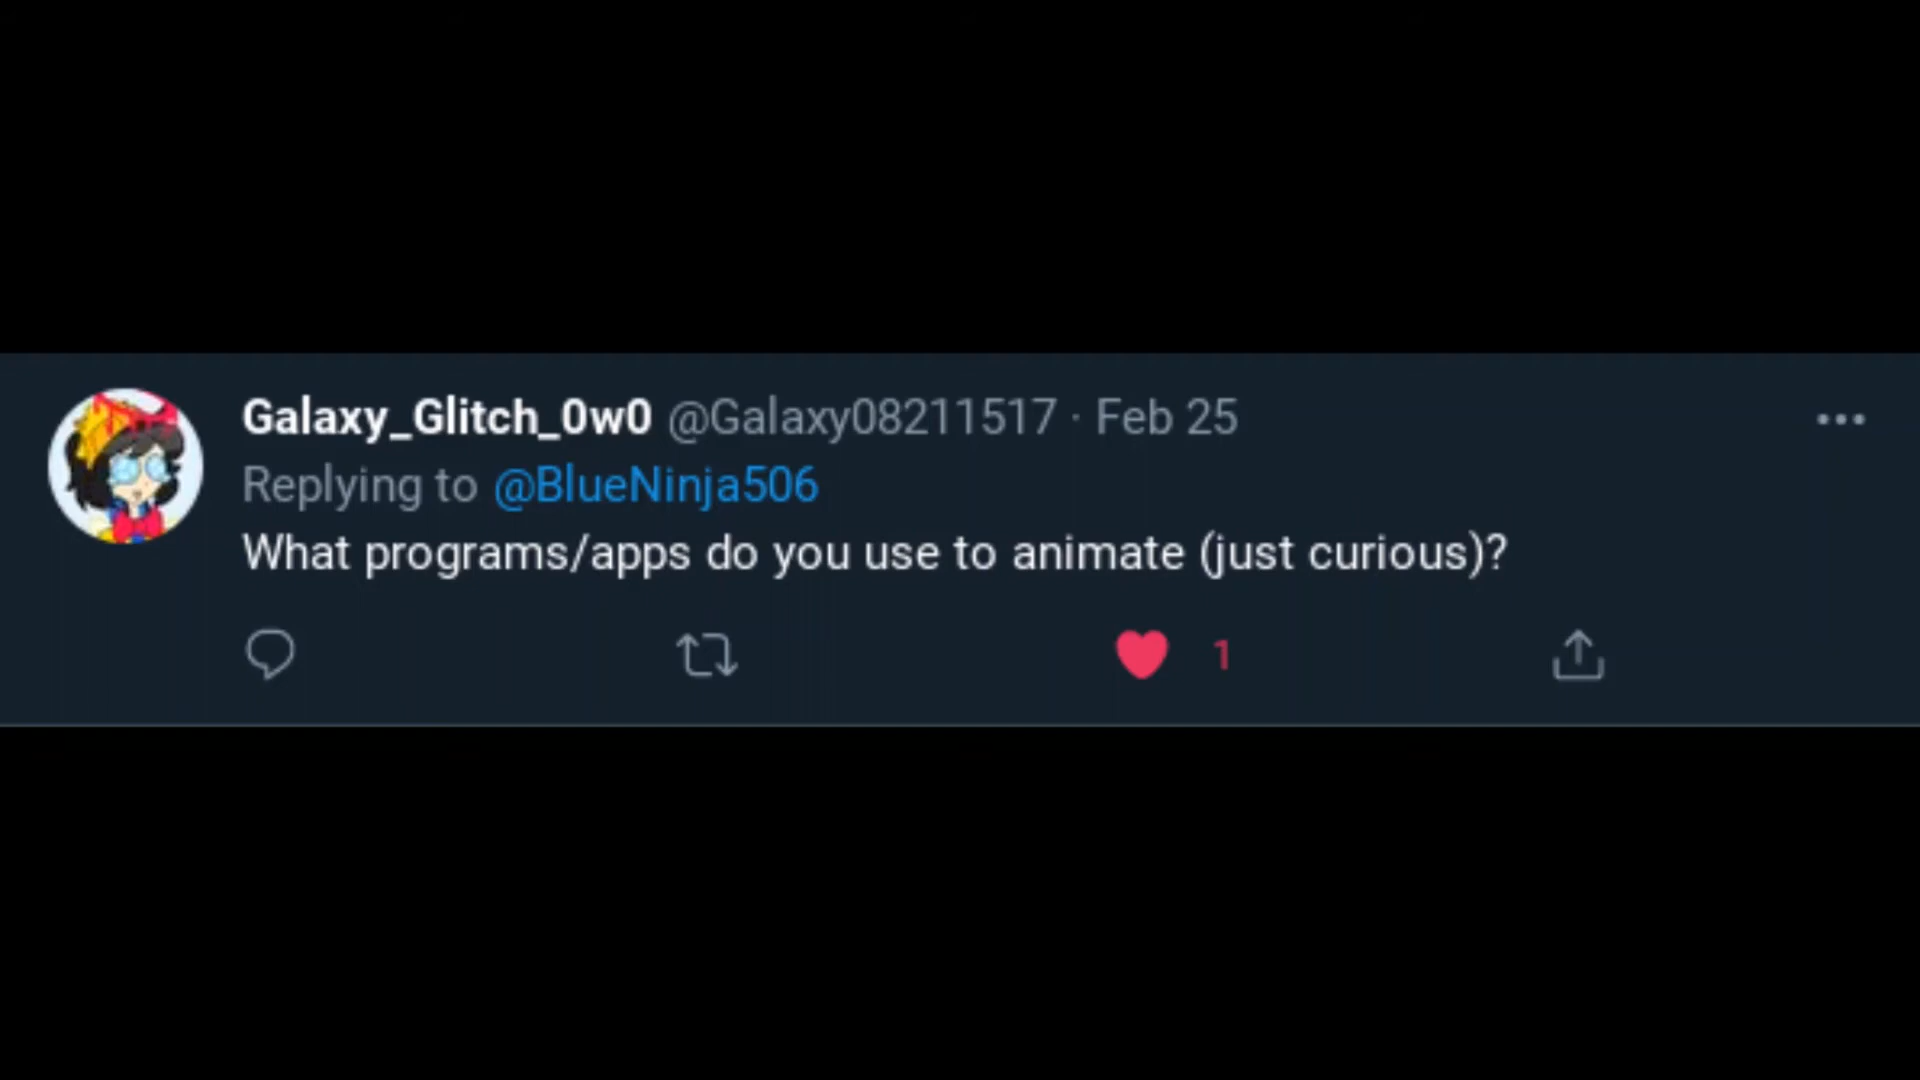 Galaxy_Glitch_0w0 @Galaxy08211517 · Feb 25
Replying to @BlueNinja506
What programs/apps do you use to animate (just curious)?
1